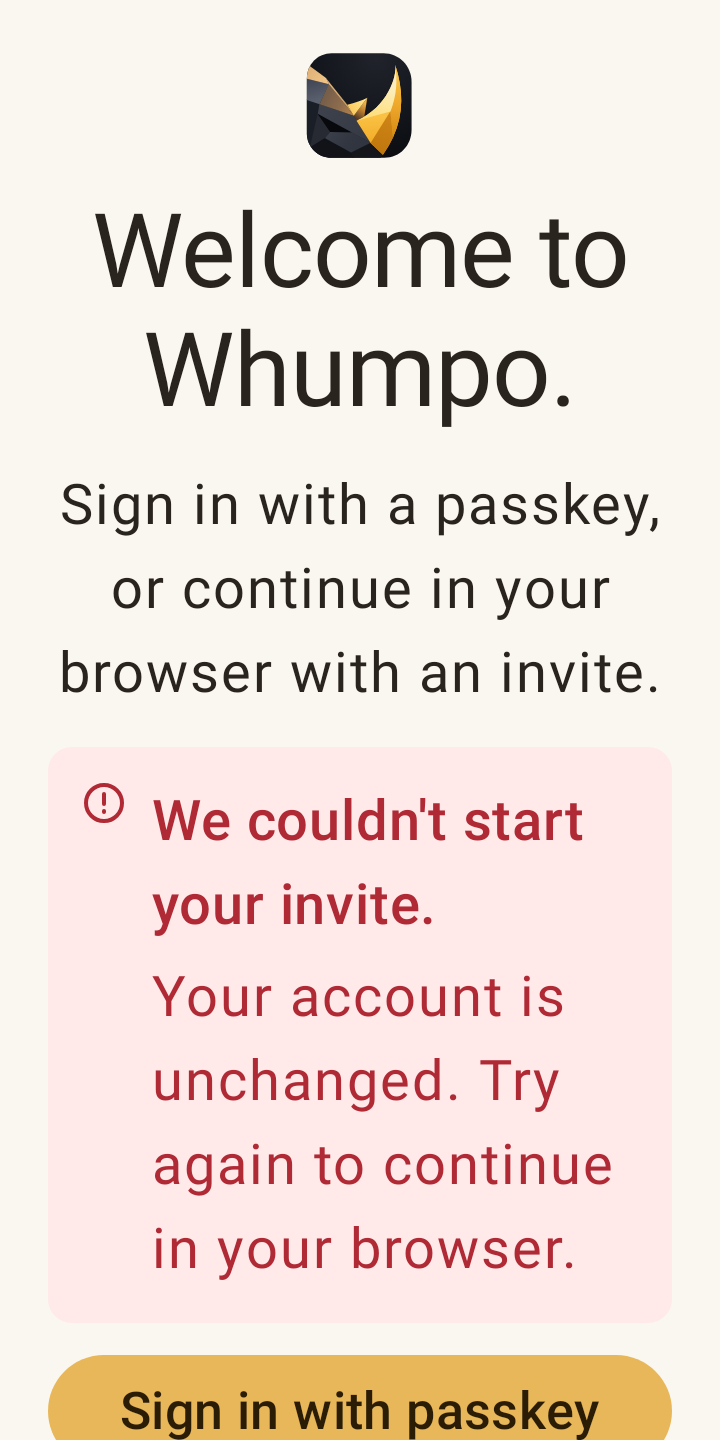 Welcome to
Whumpo.
Sign in with a passkey,
or continue in your
browser with an invite.
We couldn't start
your invite.
Your account is
unchanged. Try
again to continue
in your browser.
Sign in with passkey